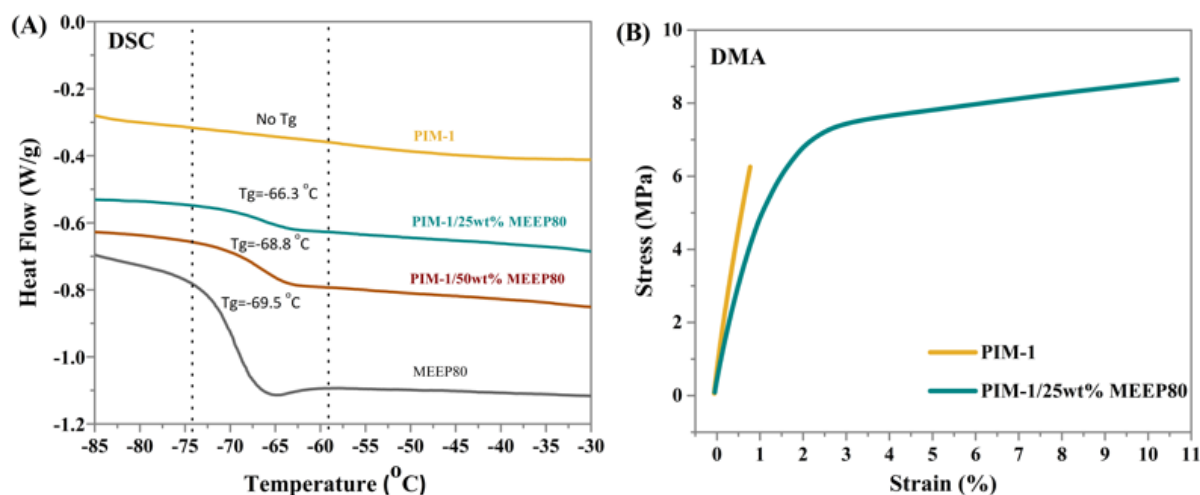 (A)
DSC
0.0
-0.2
-0.4
-0.6
-0.8
-1.0
-1.2
Heat Flow (W/g)
No Tg
PIM-1
Tg=-66.3 °C
PIM-1/25wt% MEEP80
Tg=-68.8 °C
PIM-1/50wt% MEEP80
Tg=-69.5 °C
MEEP80
-85 -80 -75 -70 -65 -60 -55 -50 -45 -40 -35 -30
Temperature (°C)
(B)
DMA
10
8
6
4
2
0
Stress (MPa)
PIM-1
PIM-1/25wt% MEEP80
0 1 2 3 4 5 6 7 8 9 10 11
Strain (%)